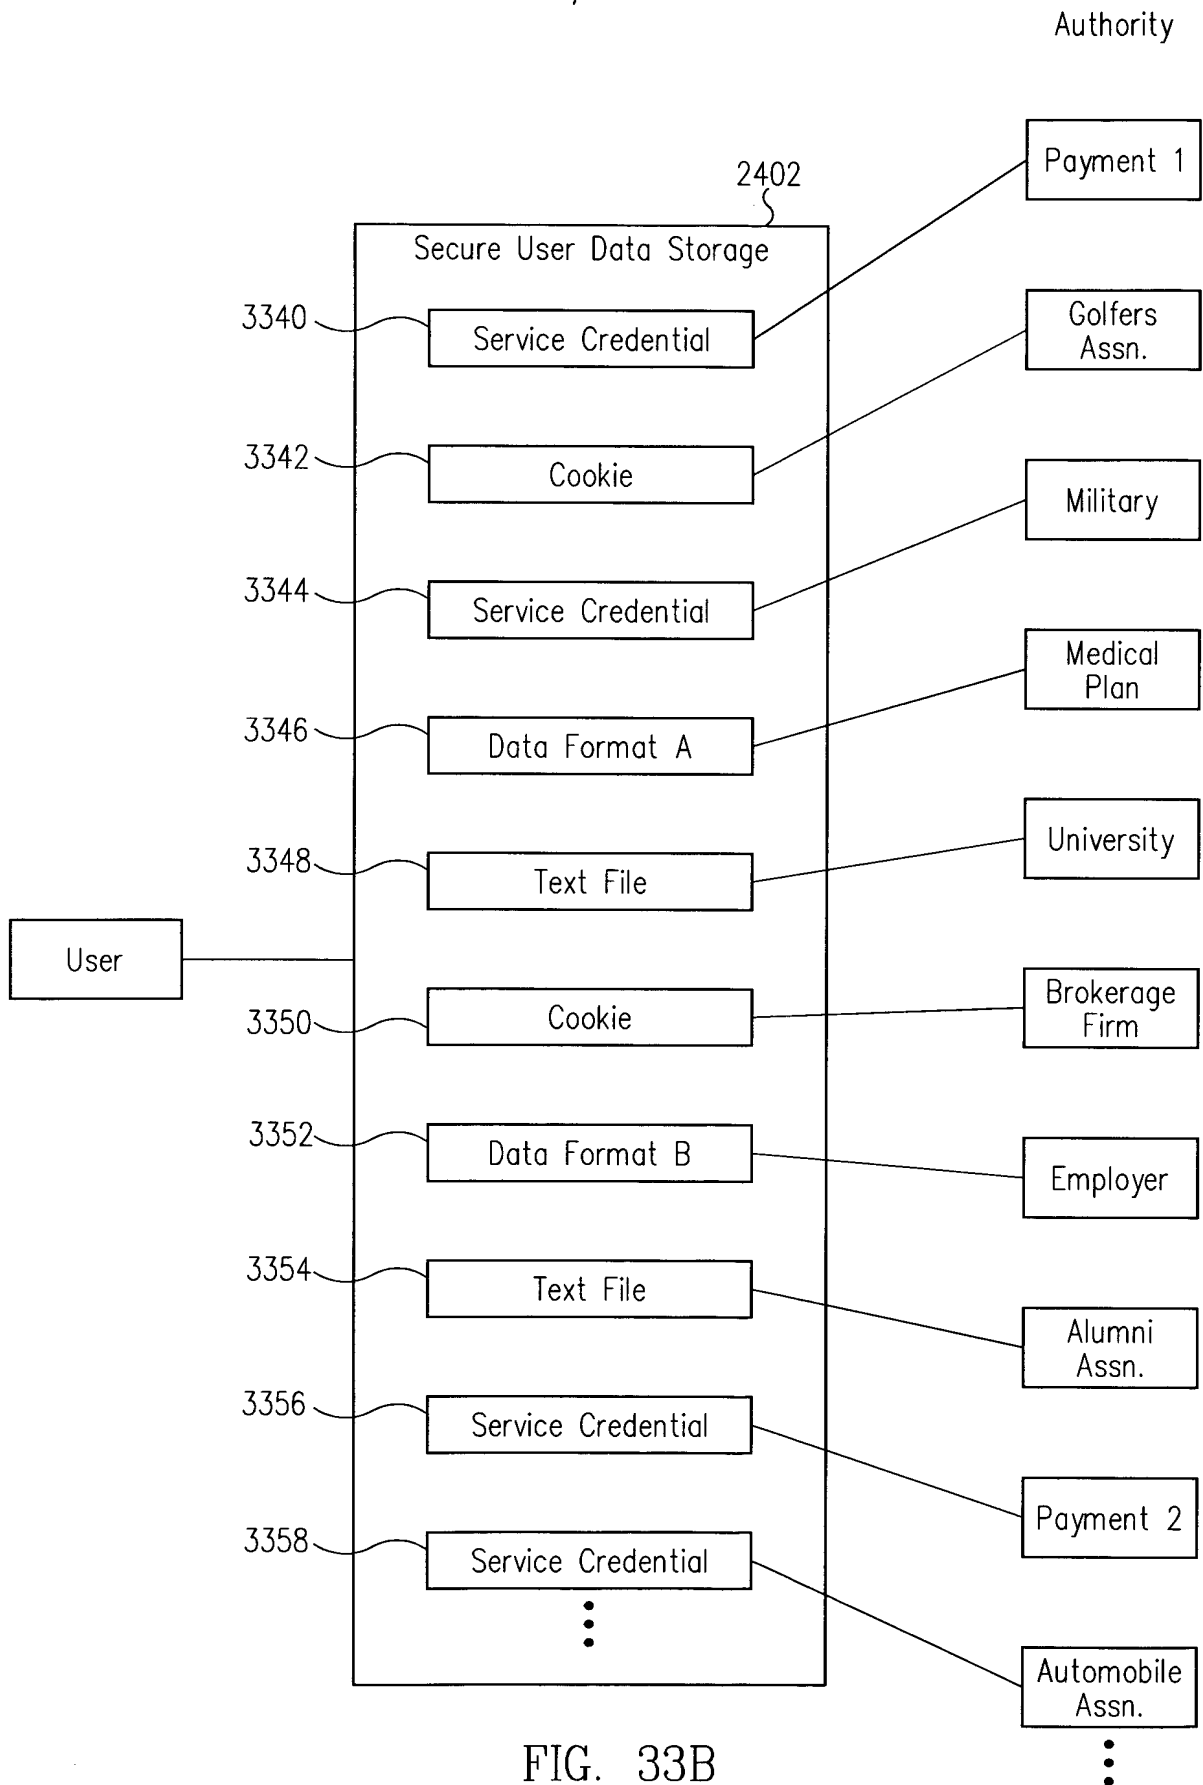 Authority
Payment 1
2402
Secure User Data Storage
3340
Service Credential
Golfers
Assn.
3342
Cookie
Military
3344
Service Credential
Medical
Plan
3346
Data Format A
University
3348
Text File
User
Brokerage
Firm
3350
Cookie
3352
Data Format B
Employer
3354
Text File
Alumni
Assn.
3356
Service Credential
Payment 2
3358
Service Credential
Automobile
Assn.
FIG. 33B